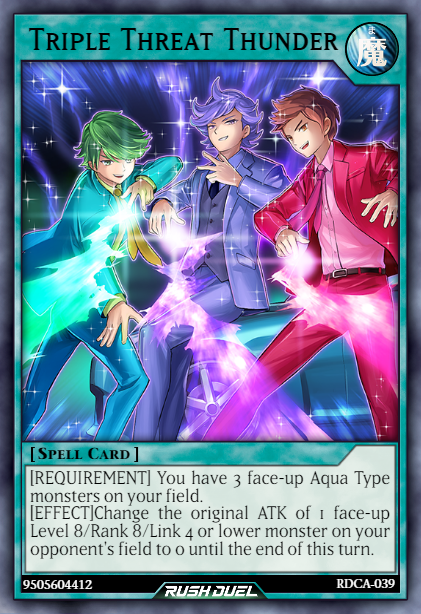 Triple Threat Thunder
ま
魔
[Spell Card]
[REQUIREMENT] You have 3 face-up Aqua Type
monsters on your field.
[EFFECT]Change the original ATK of 1 face-up
Level 8/Rank 8/Link 4 or lower monster on your
opponent's field to 0 until the end of this turn.
9505604412
RUSH DUEL
RDCA-039